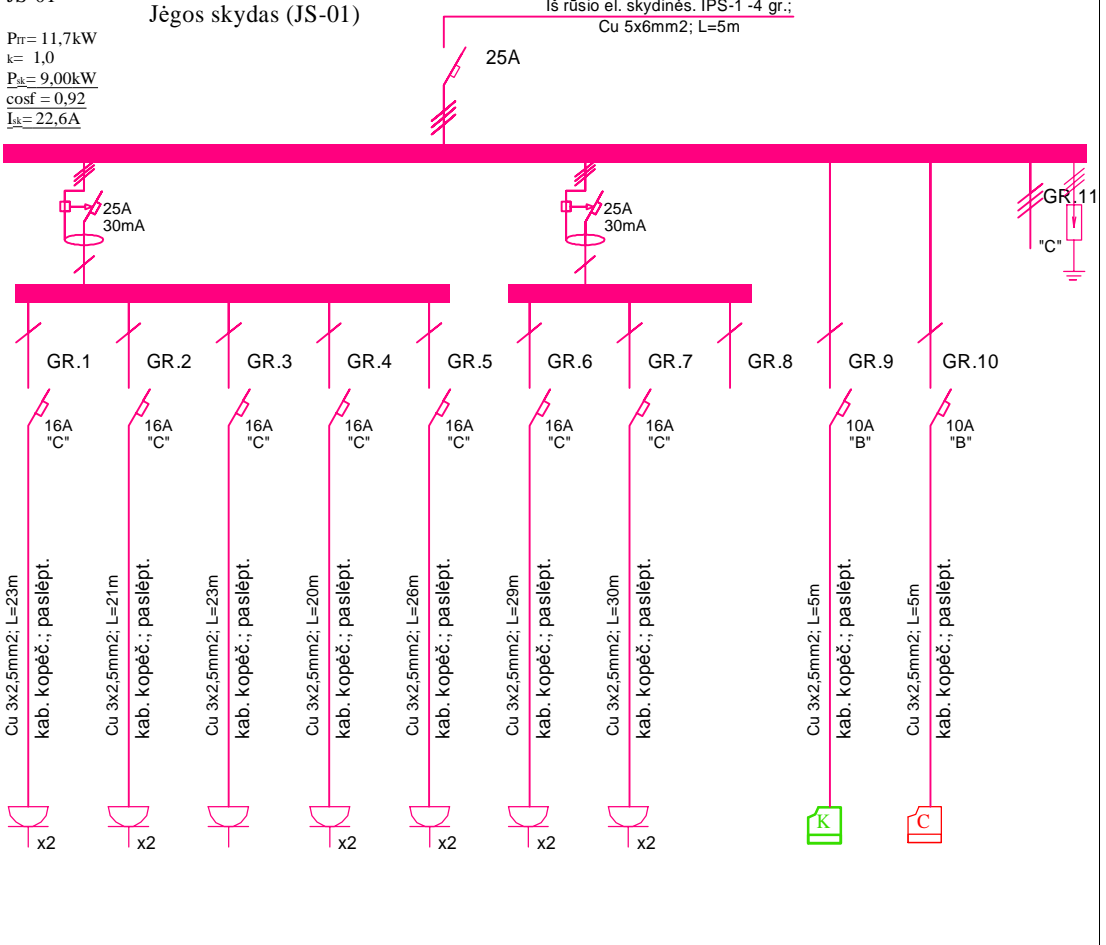 JS-01
Jėgos skydas (JS-01)
Iš rūsio el. skydinės. IPS-1 -4 gr.;
Cu 5x6mm2; L=5m
PIT= 11,7kW
k= 1,0
Psk= 9,00kW
cosf = 0,92
Isk= 22,6A
25A
25A
30mA
25A
30mA
GR.11
"C"
GR.1
GR.2
GR.3
GR.4
GR.5
GR.6
GR.7
GR.8
GR.9
GR.10
16A
"C"
16A
"C"
16A
"C"
16A
"C"
16A
"C"
16A
"C"
16A
"C"
10A
"B"
10A
"B"
Cu 3x2,5mm2; L=23m
kab. kopėč.; paslėpt.
Cu 3x2,5mm2; L=21m
kab. kopėč.; paslėpt.
Cu 3x2,5mm2; L=23m
kab. kopėč.; paslėpt.
Cu 3x2,5mm2; L=20m
kab. kopėč.; paslėpt.
Cu 3x2,5mm2; L=26m
kab. kopėč.; paslėpt.
Cu 3x2,5mm2; L=29m
kab. kopėč.; paslėpt.
Cu 3x2,5mm2; L=30m
kab. kopėč.; paslėpt.
Cu 3x2,5mm2; L=5m
kab. kopėč.; paslėpt.
Cu 3x2,5mm2; L=5m
kab. kopėč.; paslėpt.
x2
x2
x2
x2
x2
x2
K
C